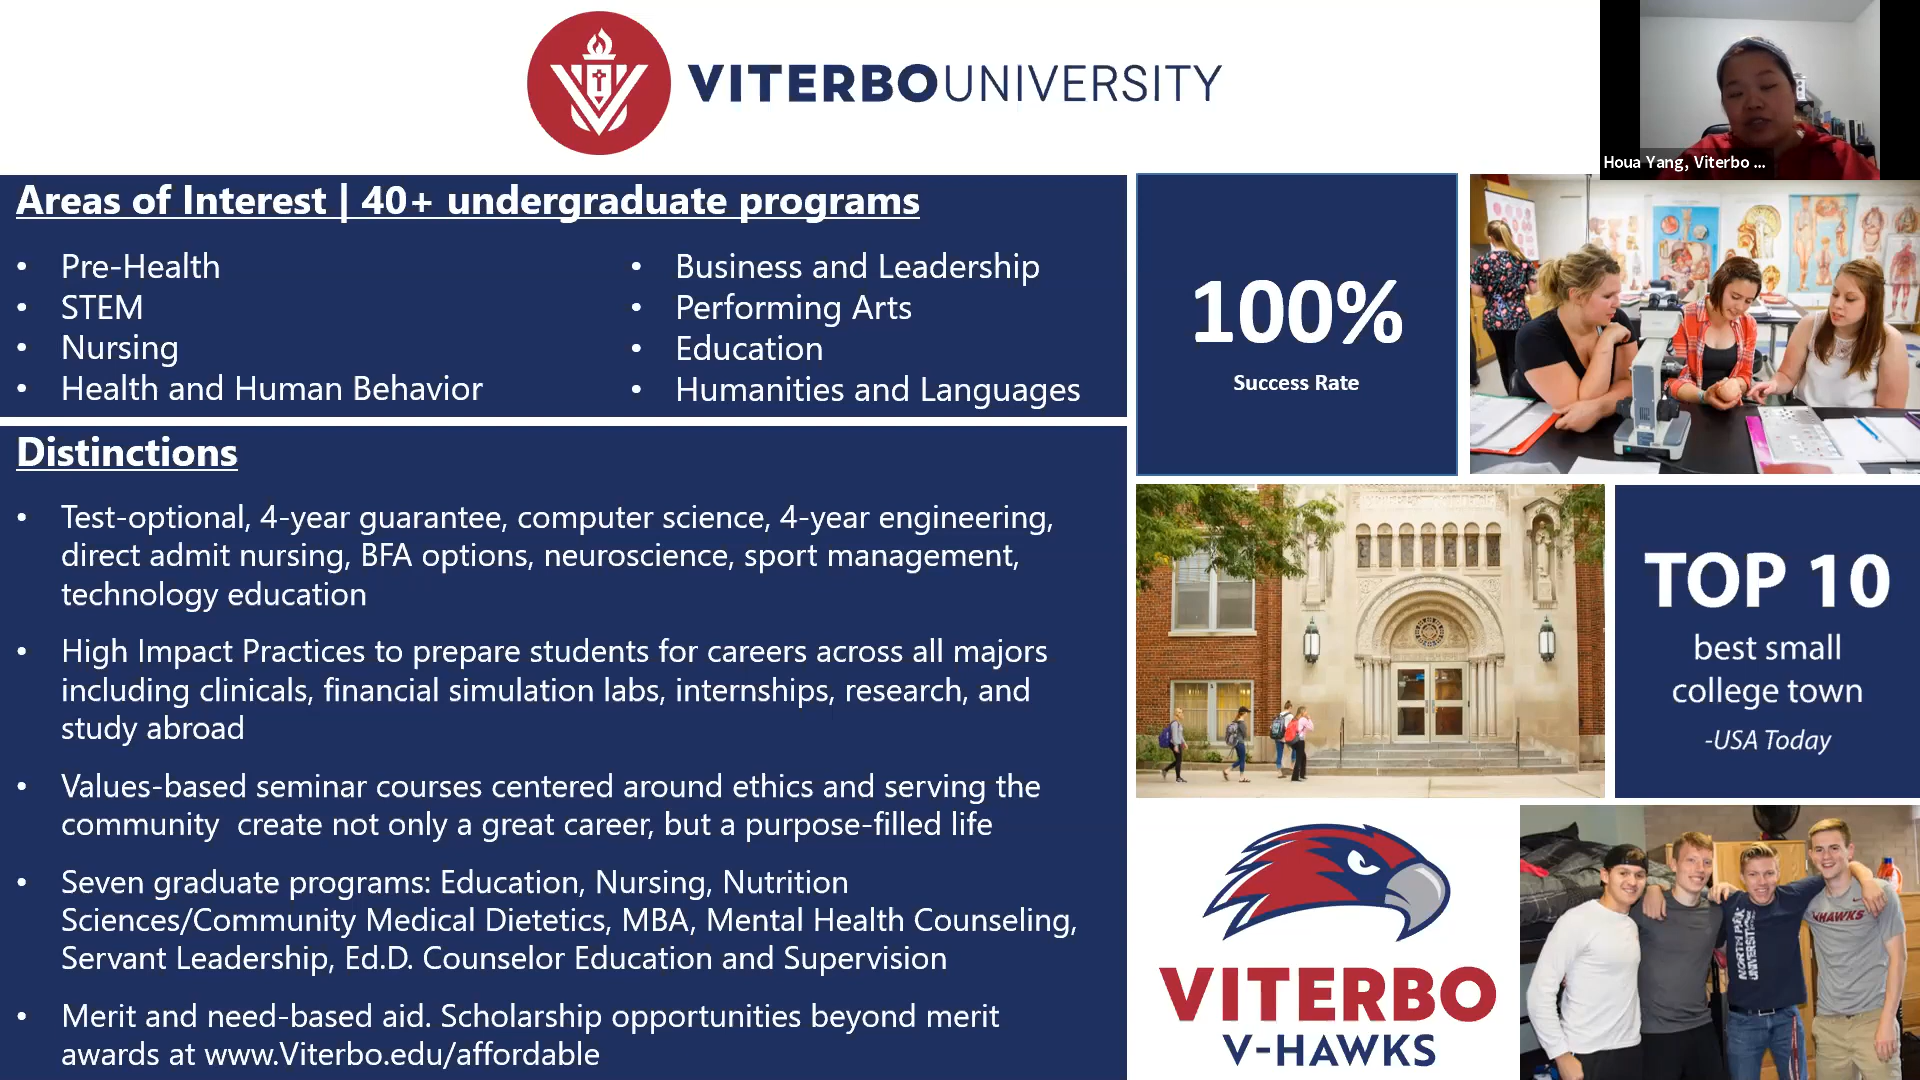 VITERBO UNIVERSITY
Houa Yang, Viterbo ...
Areas of Interest | 40+ undergraduate programs
• Pre-Health
• STEM
• Nursing
• Health and Human Behavior
• Business and Leadership
• Performing Arts
• Education
• Humanities and Languages
100%
Success Rate
Distinctions
• Test-optional, 4-year guarantee, computer science, 4-year engineering,
direct admit nursing, BFA options, neuroscience, sport management,
technology education
• High Impact Practices to prepare students for careers across all majors
including clinicals, financial simulation labs, internships, research, and
study abroad
• Values-based seminar courses centered around ethics and serving the
community create not only a great career, but a purpose-filled life
• Seven graduate programs: Education, Nursing, Nutrition
Sciences/Community Medical Dietetics, MBA, Mental Health Counseling,
Servant Leadership, Ed.D. Counselor Education and Supervision
• Merit and need-based aid. Scholarship opportunities beyond merit
awards at www.Viterbo.edu/affordable
TOP 10
best small
college town
-USA Today
VITERBO
V-HAWKS
NORTH PARK
UNIVERSITY
V-HAWKS